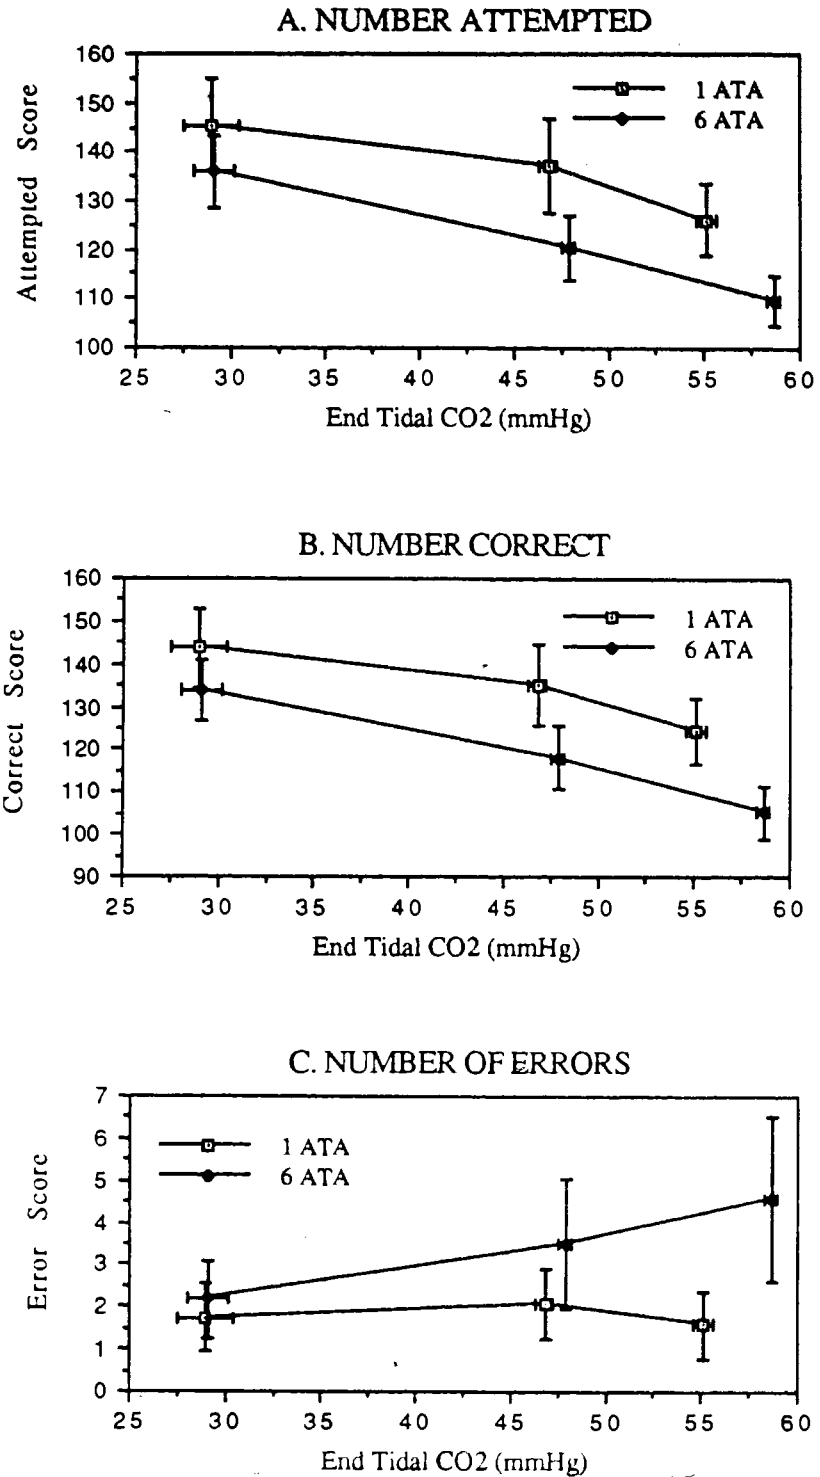 A. NUMBER ATTEMPTED
160
150
140
130
120
110
100
Attempted Score
1 ATA
6 ATA
25 30 35 40 45 50 55 60
End Tidal CO2 (mmHg)
B. NUMBER CORRECT
160
150
140
130
120
110
100
90
Correct Score
1 ATA
6 ATA
25 30 35 40 45 50 55 60
End Tidal CO2 (mmHg)
C. NUMBER OF ERRORS
7
6
5
4
3
2
1
0
Error Score
1 ATA
6 ATA
25 30 35 40 45 50 55 60
End Tidal CO2 (mmHg)